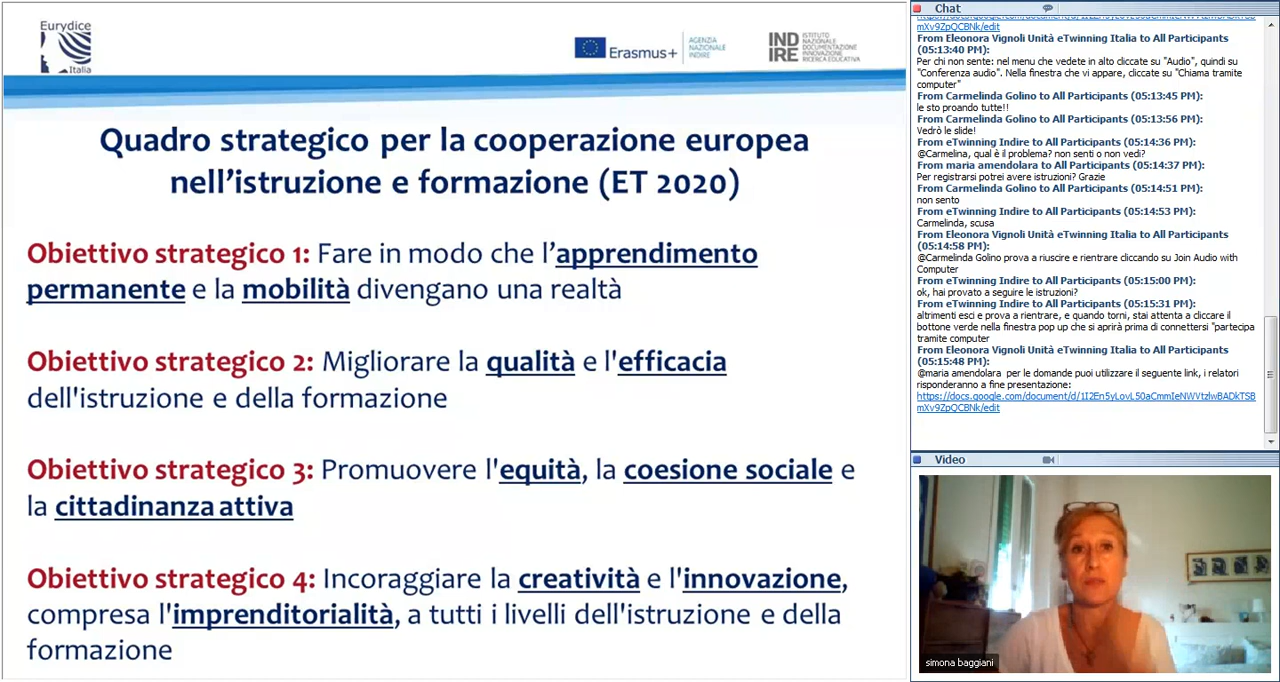 Eurydice
Italia
Erasmus+
AGENZIA
NAZIONALE
INDIRE
IND
IRE
ISTITUTO
NAZIONALE
DOCUMENTAZIONE
INNOVAZIONE
RICERCA EDUCATIVA
Quadro strategico per la cooperazione europea
nell’istruzione e formazione (ET 2020)
Obiettivo strategico 1: Fare in modo che l’apprendimento
permanente e la mobilità divengano una realtà
Obiettivo strategico 2: Migliorare la qualità e l'efficacia
dell'istruzione e della formazione
Obiettivo strategico 3: Promuovere l'equità, la coesione sociale e
la cittadinanza attiva
Obiettivo strategico 4: Incoraggiare la creatività e l'innovazione,
compresa l'imprenditorialità, a tutti i livelli dell'istruzione e della
formazione
Chat
mXv9ZpQCBNk/edit
From Eleonora Vignoli Unità eTwinning Italia to All Participants
(05:13:40 PM):
Per chi non sente: nel menu che vedete in alto cliccate su "Audio", quindi su
"Conferenza audio". Nella finestra che vi appare, cliccate su "Chiama tramite
computer"
From Carmelinda Golino to All Participants (05:13:45 PM):
le sto proando tutte!!
From Carmelinda Golino to All Participants (05:13:56 PM):
Vedrò le slide!
From eTwinning Indire to All Participants (05:14:36 PM):
@Carmelina, qual è il problema? non senti o non vedi?
From maria amendolara to All Participants (05:14:37 PM):
Per registrarsi potrei avere istruzioni? Grazie
From Carmelinda Golino to All Participants (05:14:51 PM):
non sento
From eTwinning Indire to All Participants (05:14:53 PM):
Carmelinda, scusa
From Eleonora Vignoli Unità eTwinning Italia to All Participants
(05:14:58 PM):
@Carmelinda Golino prova a riuscire e rientrare cliccando su Join Audio with
Computer
From eTwinning Indire to All Participants (05:15:00 PM):
ok, hai provato a seguire le istruzioni?
From eTwinning Indire to All Participants (05:15:31 PM):
altrimenti esci e prova a rientrare, e quando torni, stai attenta a cliccare il
bottone verde nella finestra pop up che si aprirà prima di connettersi "partecipa
tramite computer
From Eleonora Vignoli Unità eTwinning Italia to All Participants
(05:15:48 PM):
@maria amendolara per le domande puoi utilizzare il seguente link, i relatori
risponderanno a fine presentazione:
https://docs.google.com/document/d/1I2En5yLovL50aCmmIeNWVtzlwBADkTSB
mXv9ZpQCBNk/edit
Video
simona baggiani